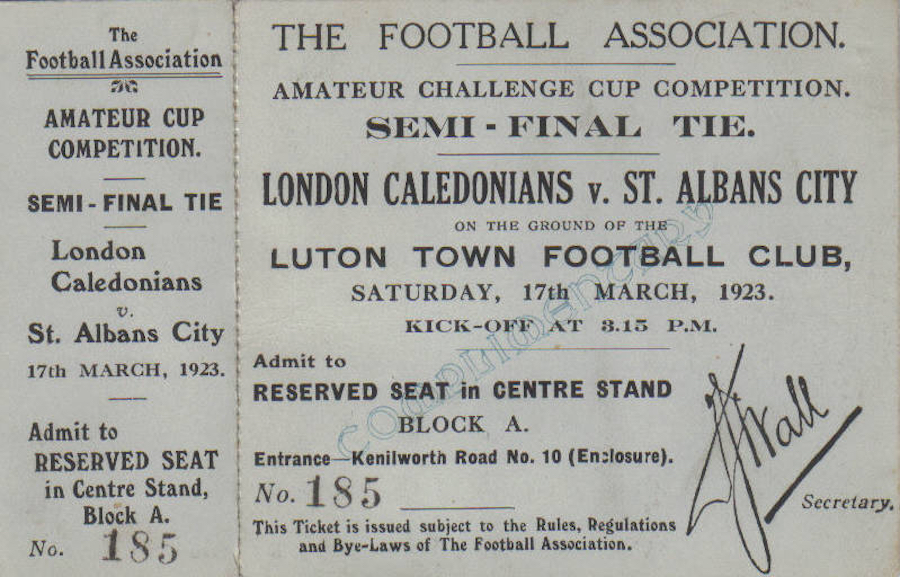 The
Football Association
AMATEUR CUP
COMPETITION.
SEMI-FINAL TIE
London
Caledonians
v.
St. Albans City
17th MARCH, 1923.
Admit to
RESERVED SEAT
in Centre Stand,
Block A.
No. 185
THE FOOTBALL ASSOCIATION.
AMATEUR CHALLENGE CUP COMPETITION.
SEMI-FINAL TIE.
LONDON CALEDONIANS v. ST. ALBANS CITY
ON THE GROUND OF THE
LUTON TOWN FOOTBALL CLUB,
SATURDAY, 17th MARCH, 1923.
KICK-OFF AT 3.15 P.M.
COMPLIMENTARY
Admit to
RESERVED SEAT in CENTRE STAND
BLOCK A.
Entrance—Kenilworth Road No. 10 (Enclosure).
No. 185
This Ticket is issued subject to the Rules, Regulations
and Bye-Laws of The Football Association.
FJ Wall
Secretary.